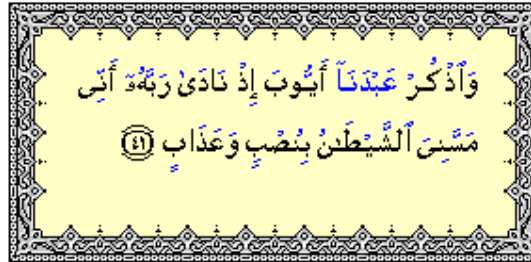 وَٱذْكُرْ عَبْدَنَآ أَيُّوبَ إِذْ نَادَىٰ رَبَّهُۥٓ أَنِّى
مَسَّنِىَ ٱلشَّيْطَـٰنُ بِنُصْبٍ وَعَذَابٍ ﴿٤١﴾